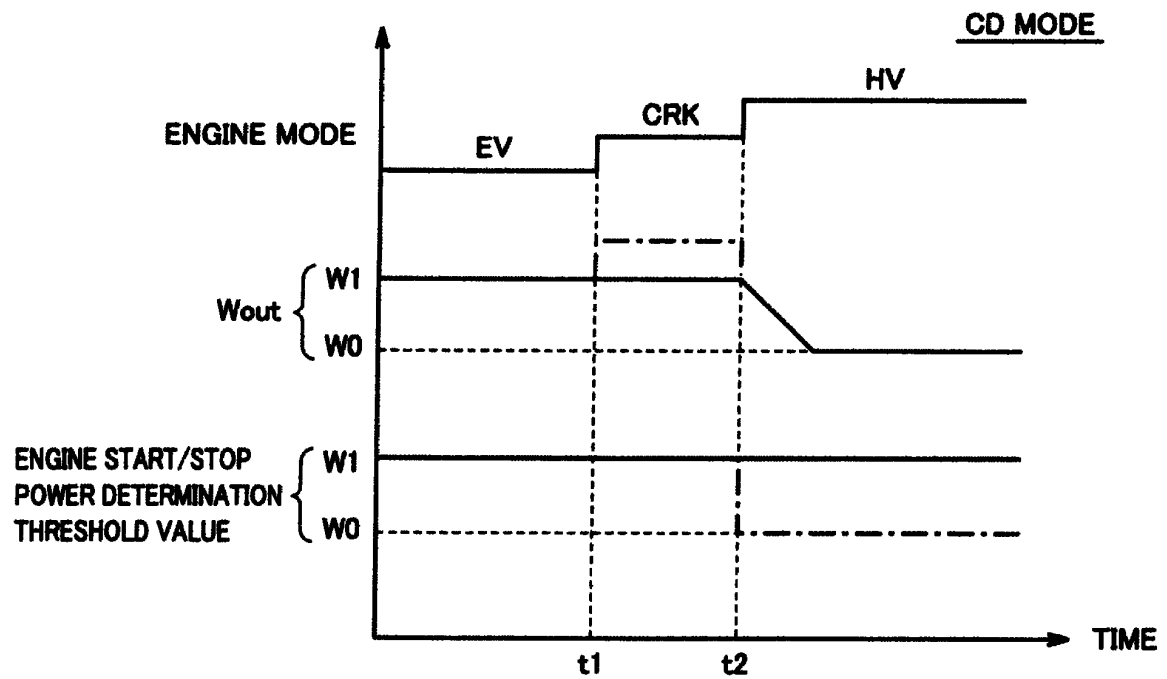 CD MODE
HV
CRK
ENGINE MODE
EV
W1
Wout
W0
ENGINE START/STOP
W1
POWER DETERMINATION
THRESHOLD VALUE
W0
TIME
t1
t2